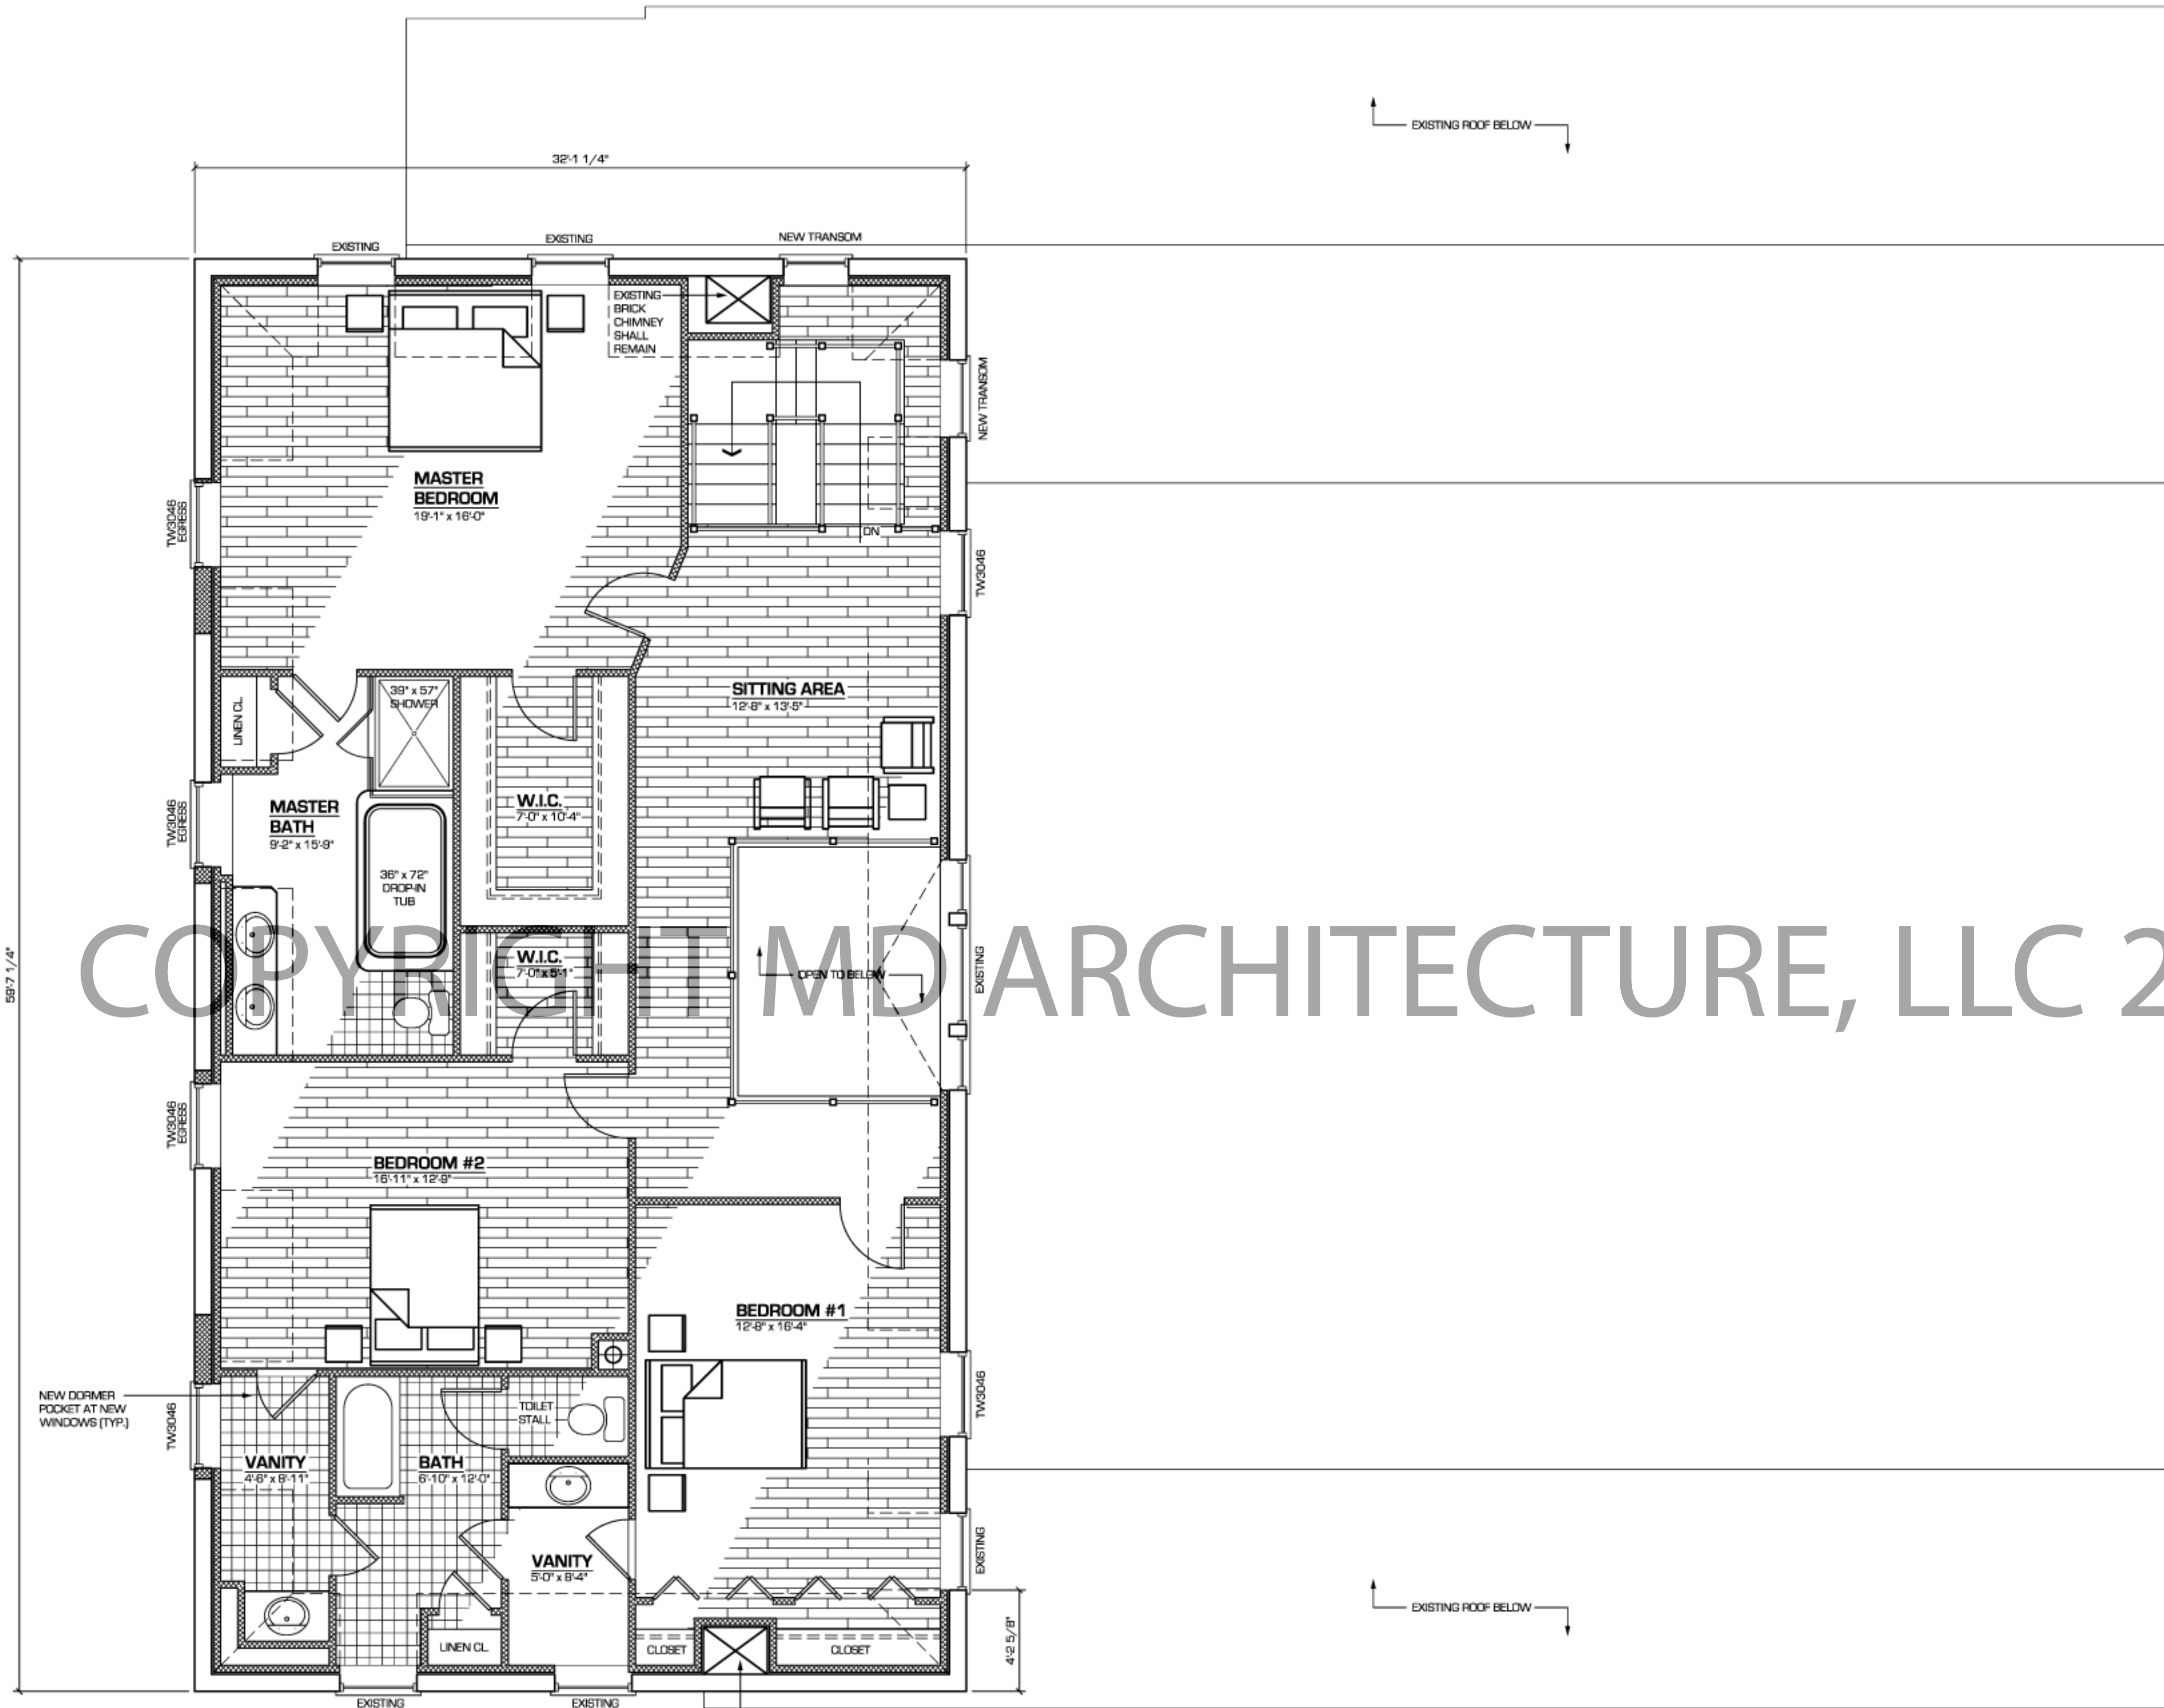 EXISTING ROOF BELOW
32'-1 1/4"
EXISTING
EXISTING
NEW TRANSOM
EXISTING
BRICK
CHIMNEY
SHALL
REMAIN
NEW TRANSOM
MASTER
BEDROOM
19'-1" x 16'-0"
TW3046
EGRESS
DN
TW3046
39" x 57"
SHOWER
LINEN CL.
SITTING AREA
12'-8" x 13'-5"
MASTER
BATH
9'-2" x 15'-9"
TW3046
EGRESS
W.I.C.
7'-0" x 10'-4"
36" x 72"
DROP-IN
TUB
59'-7 1/4"
COPYRIGHT MD ARCHITECTURE, LLC 2
W.I.C.
7'-0" x 5'-1"
OPEN TO BELOW
EXISTING
TW3046
EGRESS
BEDROOM #2
16'-11" x 12'-9"
BEDROOM #1
12'-8" x 16'-4"
NEW DORMER
POCKET AT NEW
WINDOWS (TYP.)
TW3046
TOILET
STALL
TW3046
VANITY
4'-6" x 8'-11"
BATH
6'-10" x 12'-0"
VANITY
5'-0" x 8'-4"
EXISTING
EXISTING ROOF BELOW
4'-2 5/8"
LINEN CL.
CLOSET
CLOSET
EXISTING
EXISTING